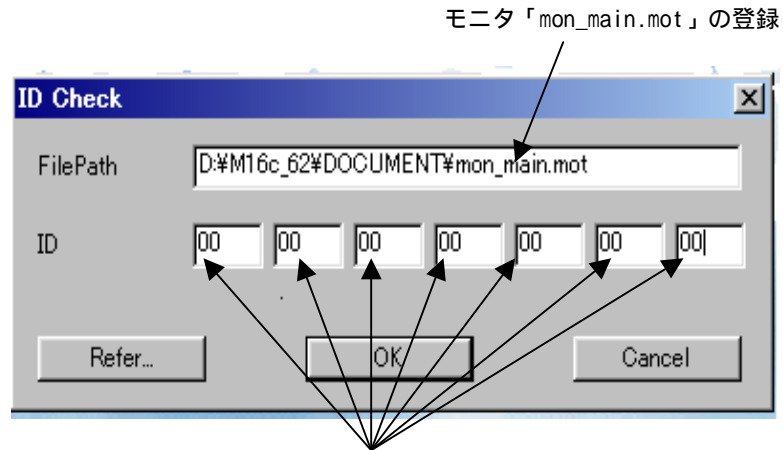 モニタ「mon_main.mot」の登録
ID Check
FilePath D:¥M16c_62¥DOCUMENT¥mon_main.mot
ID 00 00 00 00 00 00 00
Refer... OK Cancel